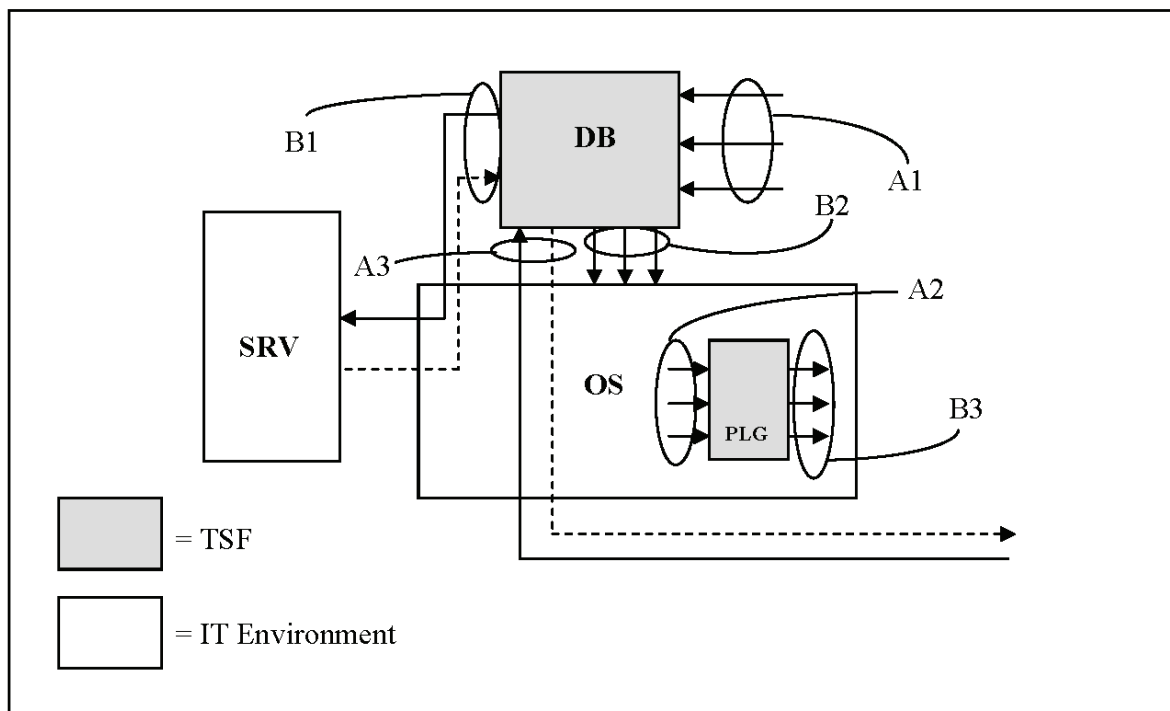 DB
B1
A1
B2
A3
A2
SRV
OS
PLG
B3
= TSF
= IT Environment